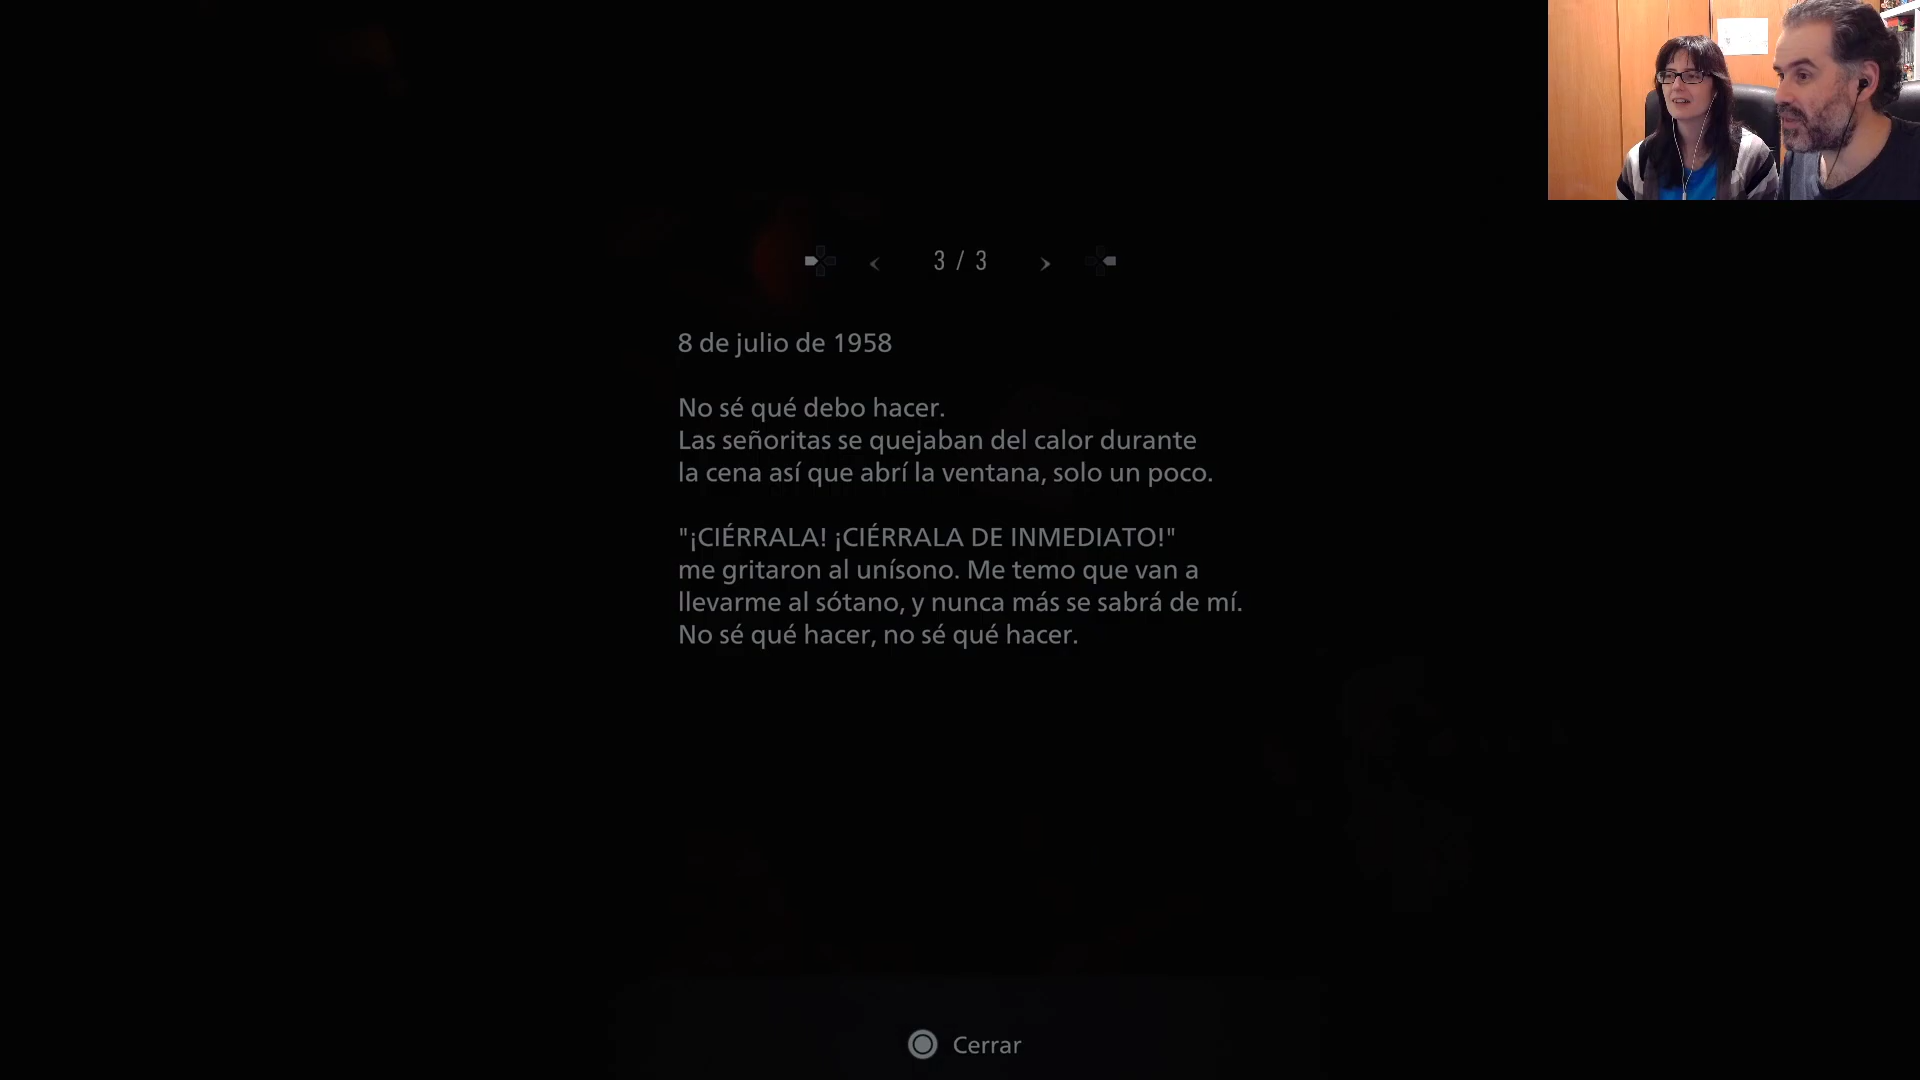 3 / 3
8 de julio de 1958
No sé qué debo hacer.
Las señoritas se quejaban del calor durante
la cena así que abrí la ventana, solo un poco.
"¡CIÉRRALA! ¡CIÉRRALA DE INMEDIATO!"
me gritaron al unísono. Me temo que van a
llevarme al sótano, y nunca más se sabrá de mí.
No sé qué hacer, no sé qué hacer.
Cerrar